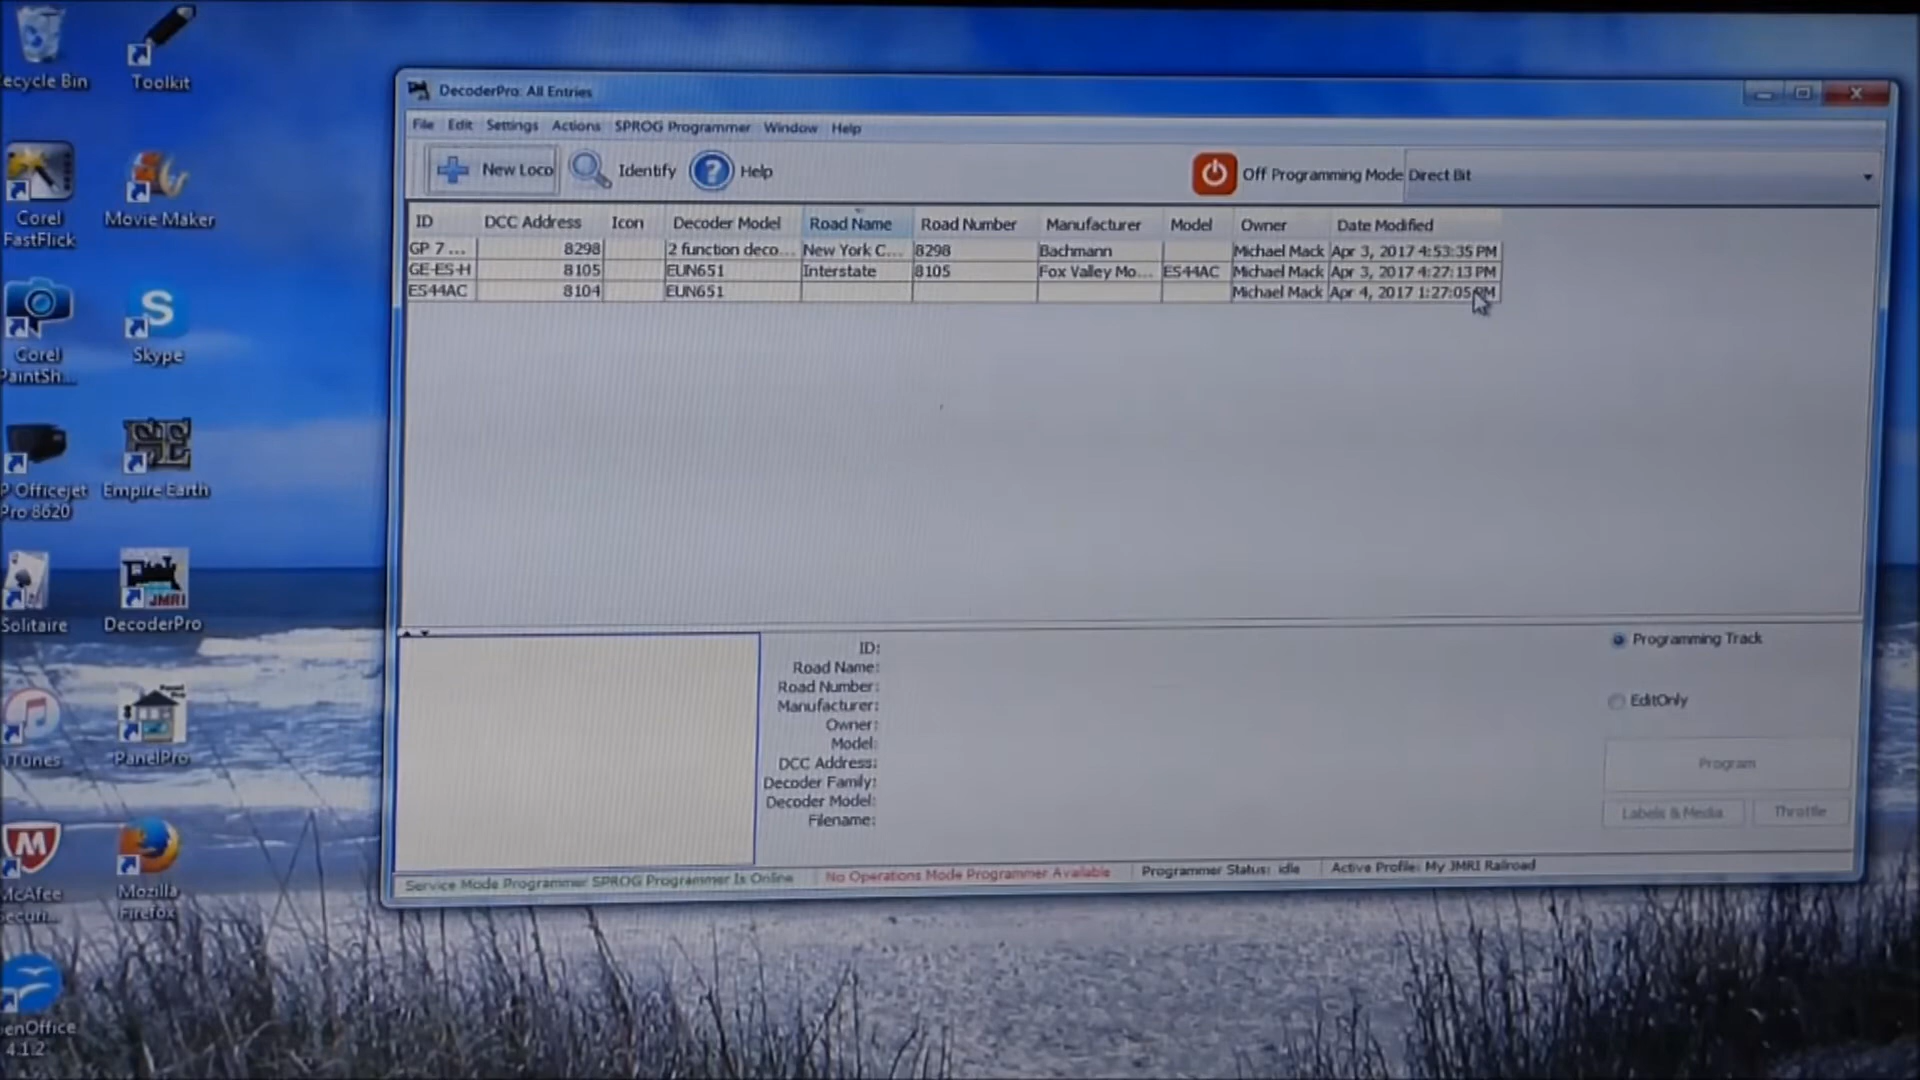 ecycle Bin
Toolkit
Corel
FastFlick
Movie Maker
Corel
PaintSh...
Skype
P Officejet
Pro 8620
Empire Earth
Solitaire
JMRI
DecoderPro
iTunes
Panel
Pro
PanelPro
McAfee
Securi...
Mozilla
Firefox
enOffice
4.1.2
DecoderPro: All Entries
File Edit Settings Actions SPROG Programmer Window Help
New Loco Identify ? Help Off Programming Mode Direct Bit
ID DCC Address Icon Decoder Model Road Name Road Number Manufacturer Model Owner Date Modified
GP 7 ... 8298 2 function deco... New York C... 8298 Bachmann Michael Mack Apr 3, 2017 4:53:35 PM
GE-ES-H 8105 EUN651 Interstate 8105 Fox Valley Mo... ES44AC Michael Mack Apr 3, 2017 4:27:13 PM
ES44AC 8104 EUN651 Michael Mack Apr 4, 2017 1:27:05 PM
ID:
Road Name:
Road Number:
Manufacturer:
Owner:
Model:
DCC Address:
Decoder Family:
Decoder Model:
Filename:
Programming Track
EditOnly
Program
Labels & Media Throttle
Service Mode Programmer SPROG Programmer Is Online No Operations Mode Programmer Available Programmer Status: idle Active Profile: My JMRI Railroad